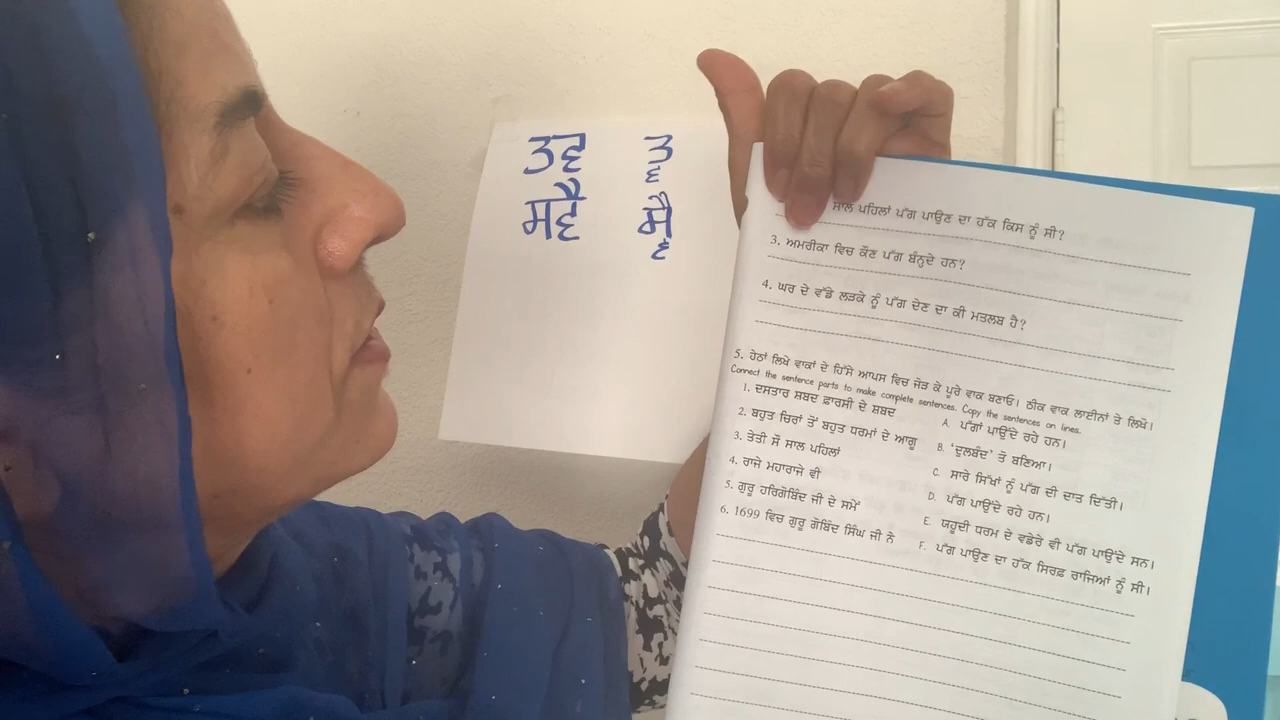 ਤਵ
ਸਵੈ
ਸਾਲ ਪਹਿਲਾਂ ਪੱਗ ਪਾਉਣ ਦਾ ਹੱਕ ਕਿਸ ਨੂੰ ਸੀ?
3. ਅਮਰੀਕਾ ਵਿਚ ਕੌਣ ਪੱਗ ਬੰਨ੍ਹਦੇ ਹਨ?
4. ਘਰ ਦੇ ਵੱਡੇ ਲੜਕੇ ਨੂੰ ਪੱਗ ਦੇਣ ਦਾ ਕੀ ਮਤਲਬ ਹੈ?
5. ਹੇਠਾਂ ਲਿਖੇ ਵਾਕਾਂ ਦੇ ਹਿੱਸੇ ਆਪਸ ਵਿਚ ਜੋੜ ਕੇ ਪੂਰੇ ਵਾਕ ਬਣਾਓ। ਠੀਕ ਵਾਕ ਲਾਈਨਾਂ ਤੇ ਲਿਖੋ।
Connect the sentence parts to make complete sentences. Copy the sentences on lines.
1. ਦਸਤਾਰ ਸ਼ਬਦ ਫ਼ਾਰਸੀ ਦੇ ਸ਼ਬਦ
2. ਬਹੁਤ ਚਿਰਾਂ ਤੋਂ ਬਹੁਤ ਧਰਮਾਂ ਦੇ ਆਗੂ
3. ਤੇਤੀ ਸੌ ਸਾਲ ਪਹਿਲਾਂ
4. ਰਾਜੇ ਮਹਾਰਾਜੇ ਵੀ
5. ਗੁਰੂ ਹਰਿਗੋਬਿੰਦ ਜੀ ਦੇ ਸਮੇਂ
6. 1699 ਵਿਚ ਗੁਰੂ ਗੋਬਿੰਦ ਸਿੰਘ ਜੀ ਨੇ
A. ਪੱਗਾਂ ਪਾਉਂਦੇ ਰਹੇ ਹਨ।
B. 'ਦੁਲਬੰਦ' ਤੋਂ ਬਣਿਆ।
C. ਸਾਰੇ ਸਿੱਖਾਂ ਨੂੰ ਪੱਗ ਦੀ ਦਾਤ ਦਿੱਤੀ।
D. ਪੱਗ ਪਾਉਂਦੇ ਰਹੇ ਹਨ।
E. ਯਹੂਦੀ ਧਰਮ ਦੇ ਵਡੇਰੇ ਵੀ ਪੱਗ ਪਾਉਂਦੇ ਸਨ।
F. ਪੱਗ ਪਾਉਣ ਦਾ ਹੱਕ ਸਿਰਫ਼ ਰਾਜਿਆਂ ਨੂੰ ਸੀ।